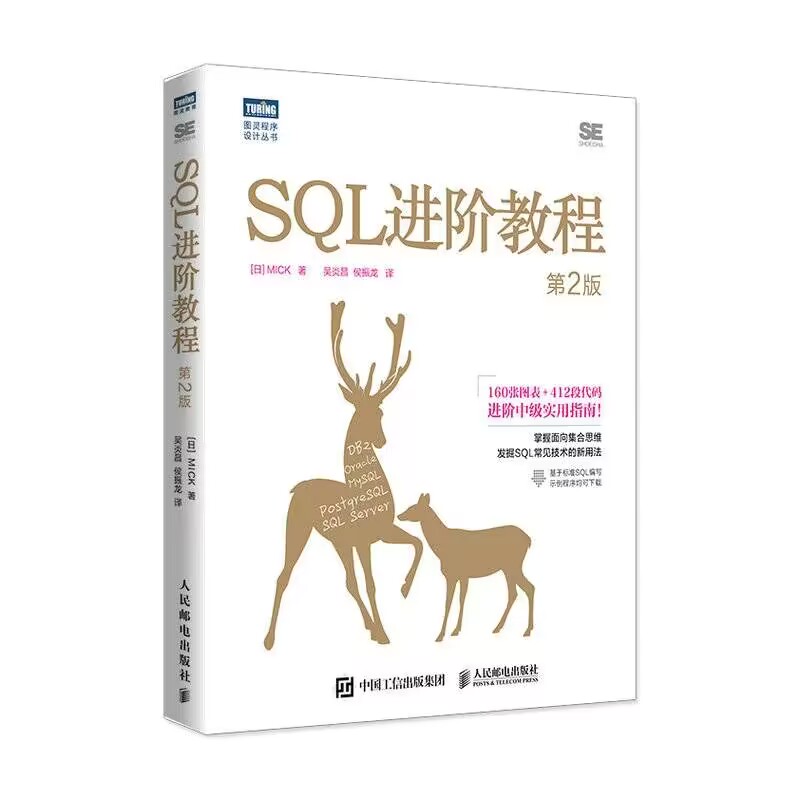 TURING
图灵教育
SE
SHOEISHA
SQL进阶教程
第2版
[日] MICK 著
吴炎昌 侯振龙 译
人民邮电出版社
TURING
图灵程序
设计丛书
SE
SHOEISHA
SQL进阶教程
[日] MICK 著 吴炎昌 侯振龙 译
第2版
160张图表+412段代码
进阶中级实用指南!
掌握面向集合思维
发掘SQL常见技术的新用法
基于标准SQL编写
示例程序均可下载
DB2
Oracle
MySQL
PostgreSQL
SQL Server
中国工信出版集团
人民邮电出版社
POSTS & TELECOM PRESS